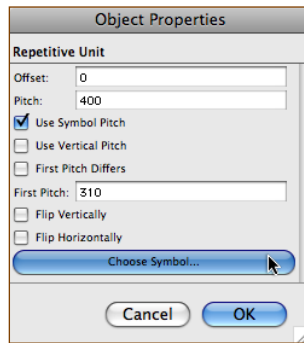 Object Properties
Repetitive Unit
Offset: 0
Pitch: 400
Use Symbol Pitch
Use Vertical Pitch
First Pitch Differs
First Pitch: 310
Flip Vertically
Flip Horizontally
Choose Symbol...
Cancel OK